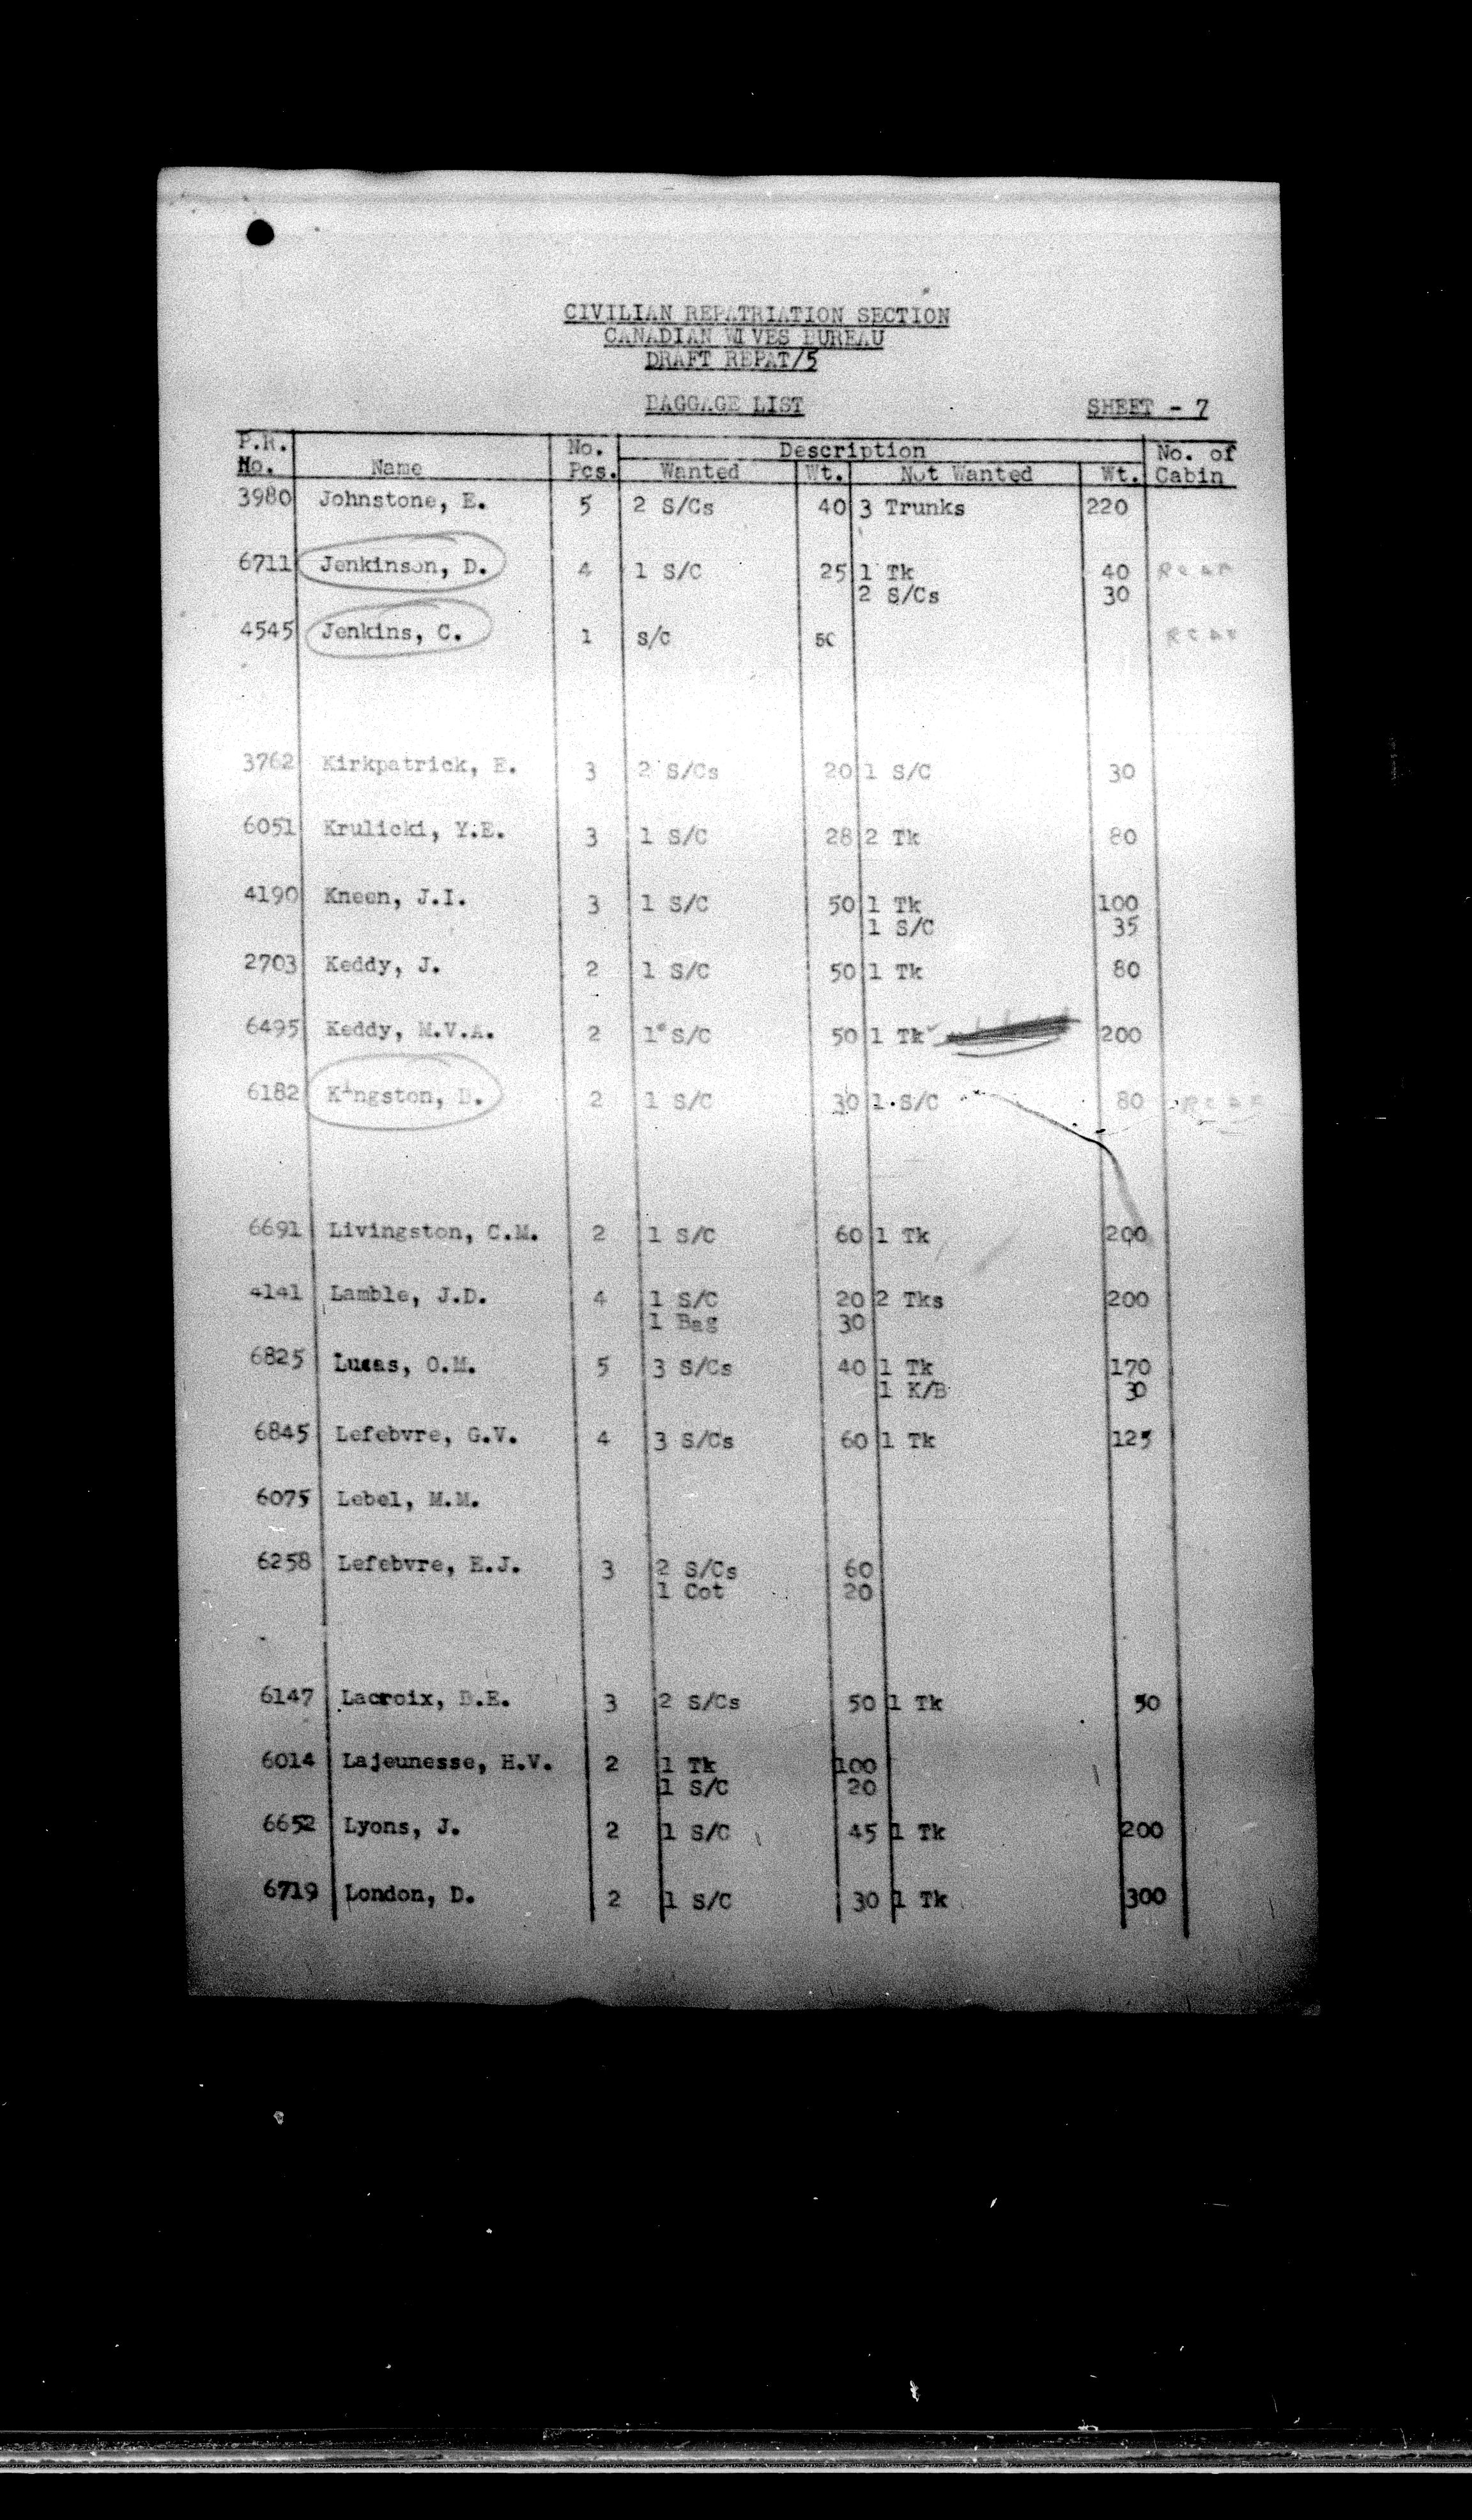 CIVILIAN REPATRIATION SECTION
CANADIAN WIVES BUREAU
DRAFT REPAT/5
BAGGAGE LIST SHEET - 7
P.R. No. Name No. Pcs. Description Wanted Wt. Not Wanted Wt. No. of Cabin
3980 Johnstone, E. 5 2 S/Cs 40 3 Trunks 220
6711 Jenkinson, D. 4 1 S/C 25 1 Tk 40
2 S/Cs 30
4545 Jenkins, C. 1 S/C 50
3762 Kirkpatrick, E. 3 2 S/Cs 20 1 S/C 30
6051 Krulicki, Y.E. 3 1 S/C 28 2 Tk 80
4190 Kneen, J.I. 3 1 S/C 50 1 Tk 100
1 S/C 35
2703 Keddy, J. 2 1 S/C 50 1 Tk 80
6495 Keddy, M.V.A. 2 1 S/C 50 1 Tk 200
6182 Kingston, D. 2 1 S/C 30 1 S/C 80
6691 Livingston, C.M. 2 1 S/C 60 1 Tk 200
4141 Lamble, J.D. 4 1 S/C 20 2 Tks 200
1 Bag 30
6825 Lucas, O.M. 5 3 S/Cs 40 1 Tk 170
1 K/B 30
6845 Lefebvre, G.V. 4 3 S/Cs 60 1 Tk 125
6075 Lebel, M.M.
6258 Lefebvre, E.J. 3 2 S/Cs 60
1 Cot 20
6147 Lacroix, B.E. 3 2 S/Cs 50 1 Tk 50
6014 Lajeunesse, H.V. 2 1 Tk 100
1 S/C 20
6652 Lyons, J. 2 1 S/C 45 1 Tk 200
6719 London, D. 2 1 S/C 30 1 Tk 300